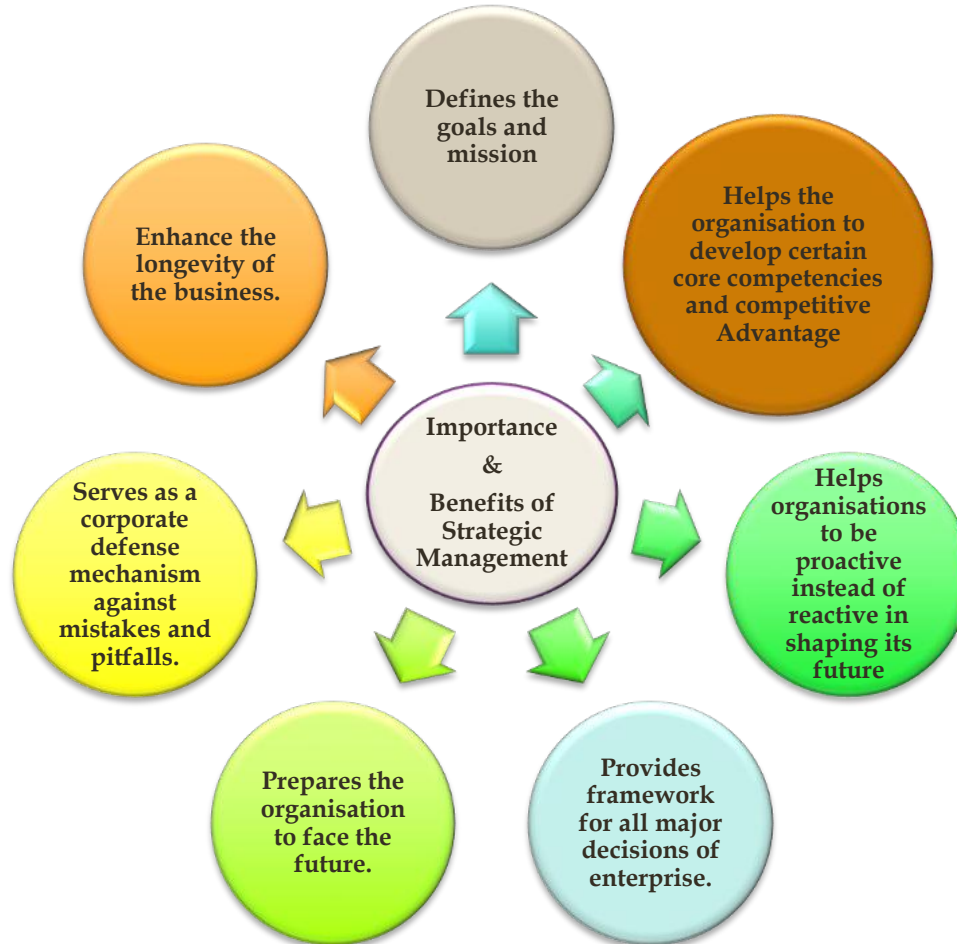 Defines the
goals and
mission
Helps the
organisation to
develop certain
core competencies
and competitive
Advantage
Helps
organisations
to be
proactive
instead of
reactive in
shaping its
future
Provides
framework
for all major
decisions of
enterprise.
Prepares the
organisation
to face the
future.
Serves as a
corporate
defense
mechanism
against
mistakes and
pitfalls.
Enhance the
longevity of
the business.
Importance
&
Benefits of
Strategic
Management